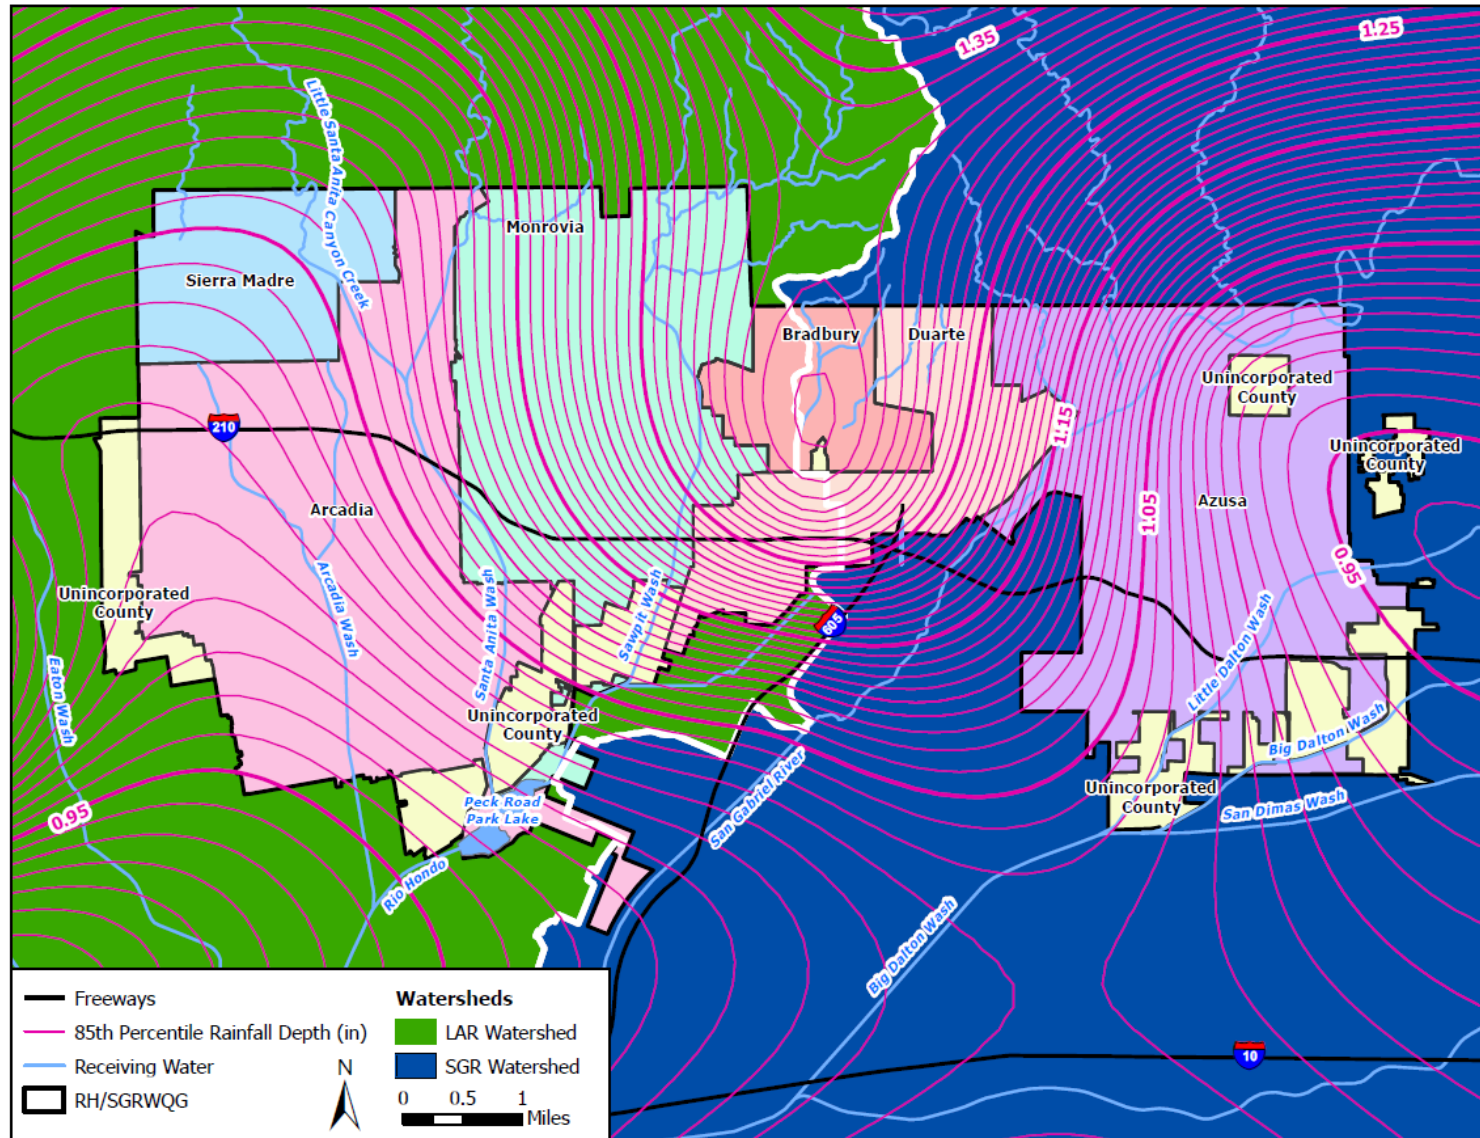 1.35
1.25
Little Santa Anita Canyon Creek
Monrovia
Sierra Madre
Bradbury
Duarte
Unincorporated
County
210
1.15
Unincorporated
County
Arcadia
1.05
Azusa
0.95
Unincorporated
County
Arcadia Wash
Santa Anita Wash
Sawpit Wash
605
Little Dalton Wash
Eaton Wash
Unincorporated
County
Big Dalton Wash
0.95
Peck Road
Park Lake
San Gabriel River
Unincorporated
County
San Dimas Wash
Rio Hondo
Big Dalton Wash
10
Freeways
85th Percentile Rainfall Depth (in)
Receiving Water
RH/SGRWQG
Watersheds
LAR Watershed
SGR Watershed
N
0 0.5 1
Miles